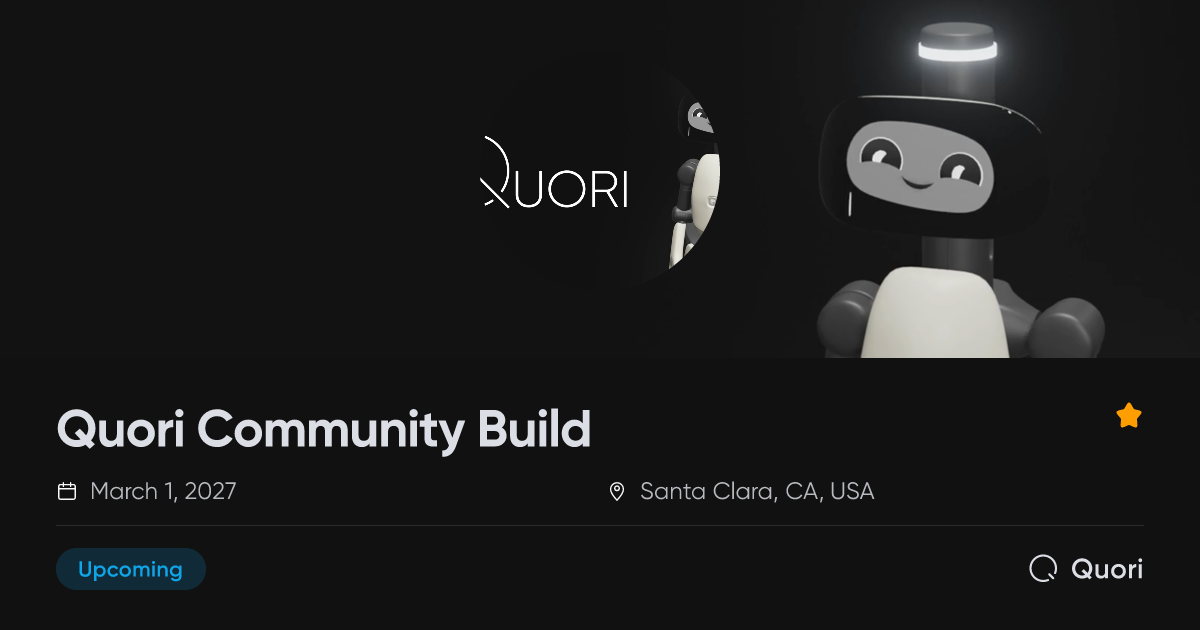 QUORI
Quori Community Build
March 1, 2027
Santa Clara, CA, USA
Upcoming
Quori